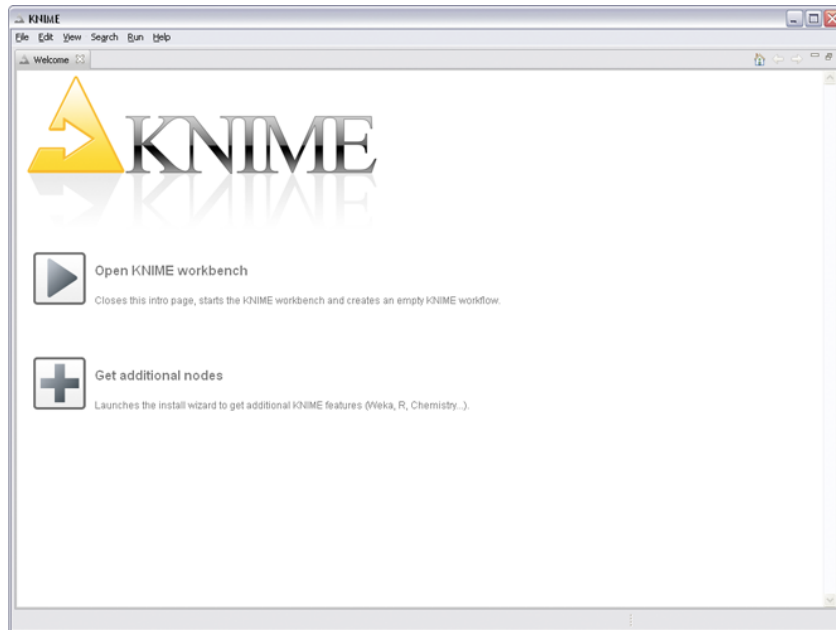 KNIME
File Edit View Search Run Help
Welcome
KNIME
Open KNIME workbench
Closes this intro page, starts the KNIME workbench and creates an empty KNIME workflow.
Get additional nodes
Launches the install wizard to get additional KNIME features (Weka, R, Chemistry...).